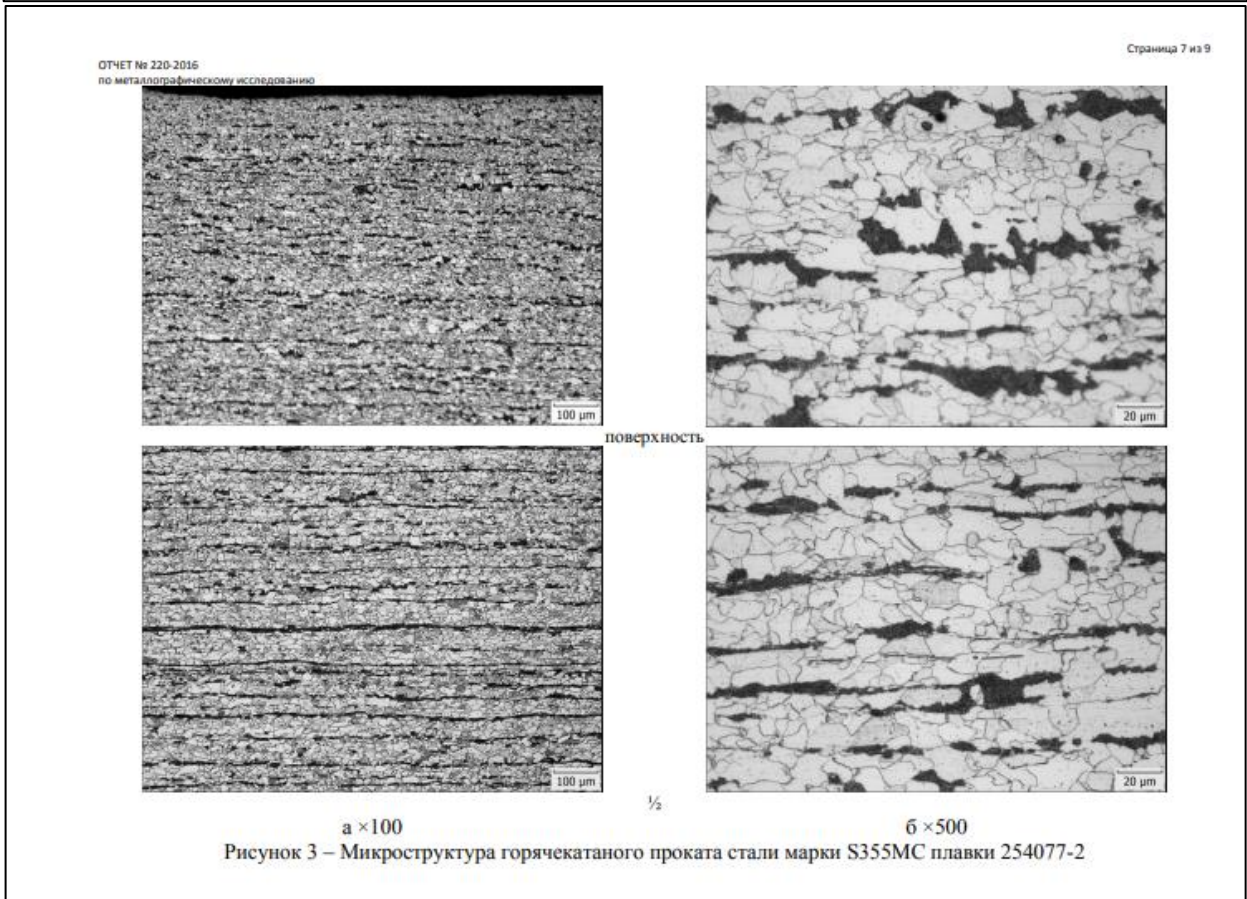 Страница 7 из 9
ОТЧЕТ № 220-2016
по металлографическому исследованию
100 µm
20 µm
поверхность
100 µm
20 µm
½
а ×100
б ×500
Рисунок 3 – Микроструктура горячекатаного проката стали марки S355MC плавки 254077-2